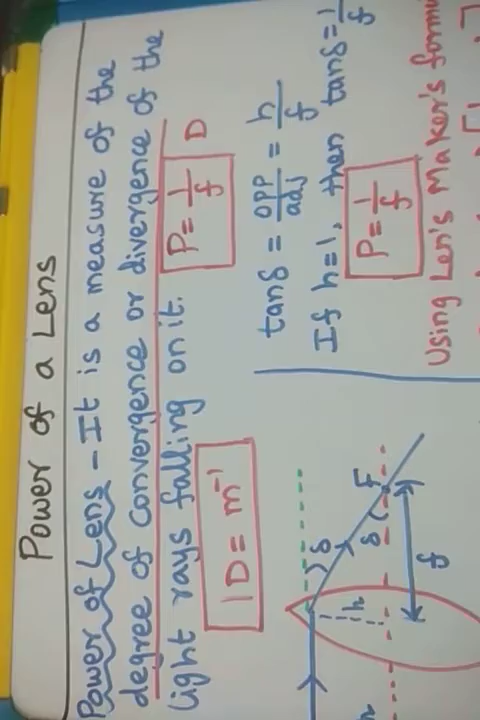 Power of a Lens
Power of Lens - It is a measure of the
degree of convergence or divergence of the
light rays falling on it. P = 1/f D
1D = m⁻¹
tanδ = opp/adj = h/f
If h=1, then tanδ = 1/f
P = 1/f
Using Len's Maker's
δ
h
δ
F
f